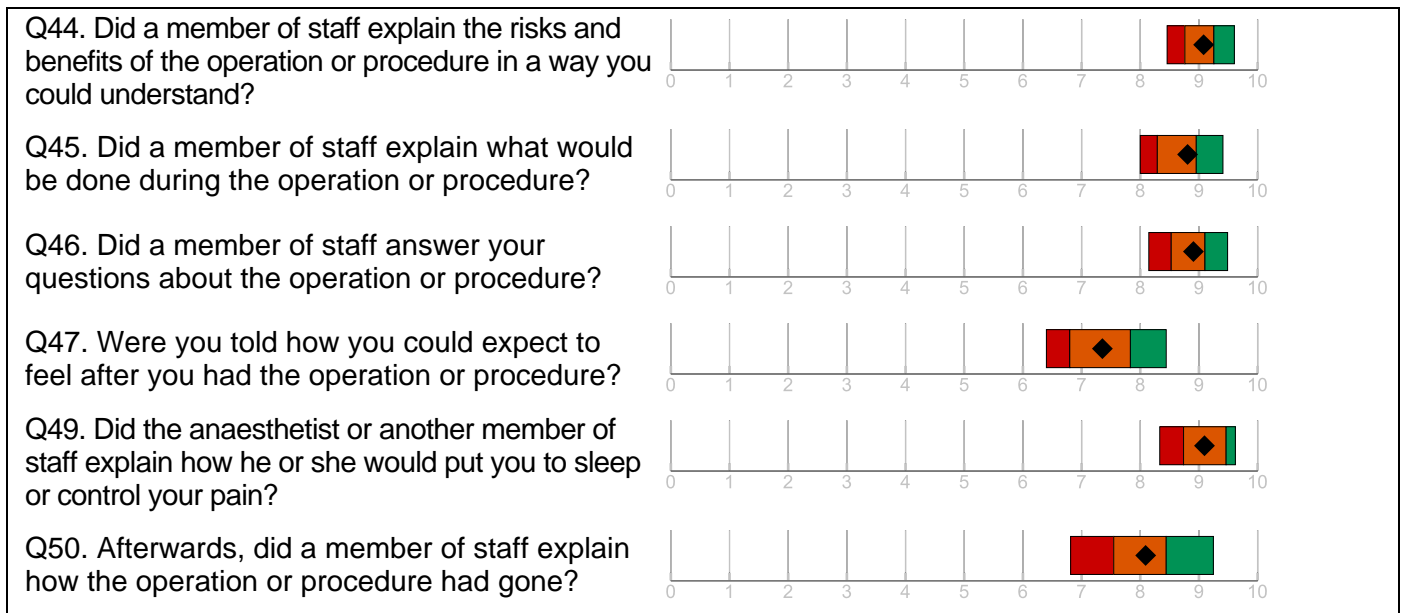 Q44. Did a member of staff explain the risks and
benefits of the operation or procedure in a way you
could understand?
0 1 2 3 4 5 6 7 8 9 10
Q45. Did a member of staff explain what would
be done during the operation or procedure?
0 1 2 3 4 5 6 7 8 9 10
Q46. Did a member of staff answer your
questions about the operation or procedure?
0 1 2 3 4 5 6 7 8 9 10
Q47. Were you told how you could expect to
feel after you had the operation or procedure?
0 1 2 3 4 5 6 7 8 9 10
Q49. Did the anaesthetist or another member of
staff explain how he or she would put you to sleep
or control your pain?
0 1 2 3 4 5 6 7 8 9 10
Q50. Afterwards, did a member of staff explain
how the operation or procedure had gone?
0 1 2 3 4 5 6 7 8 9 10